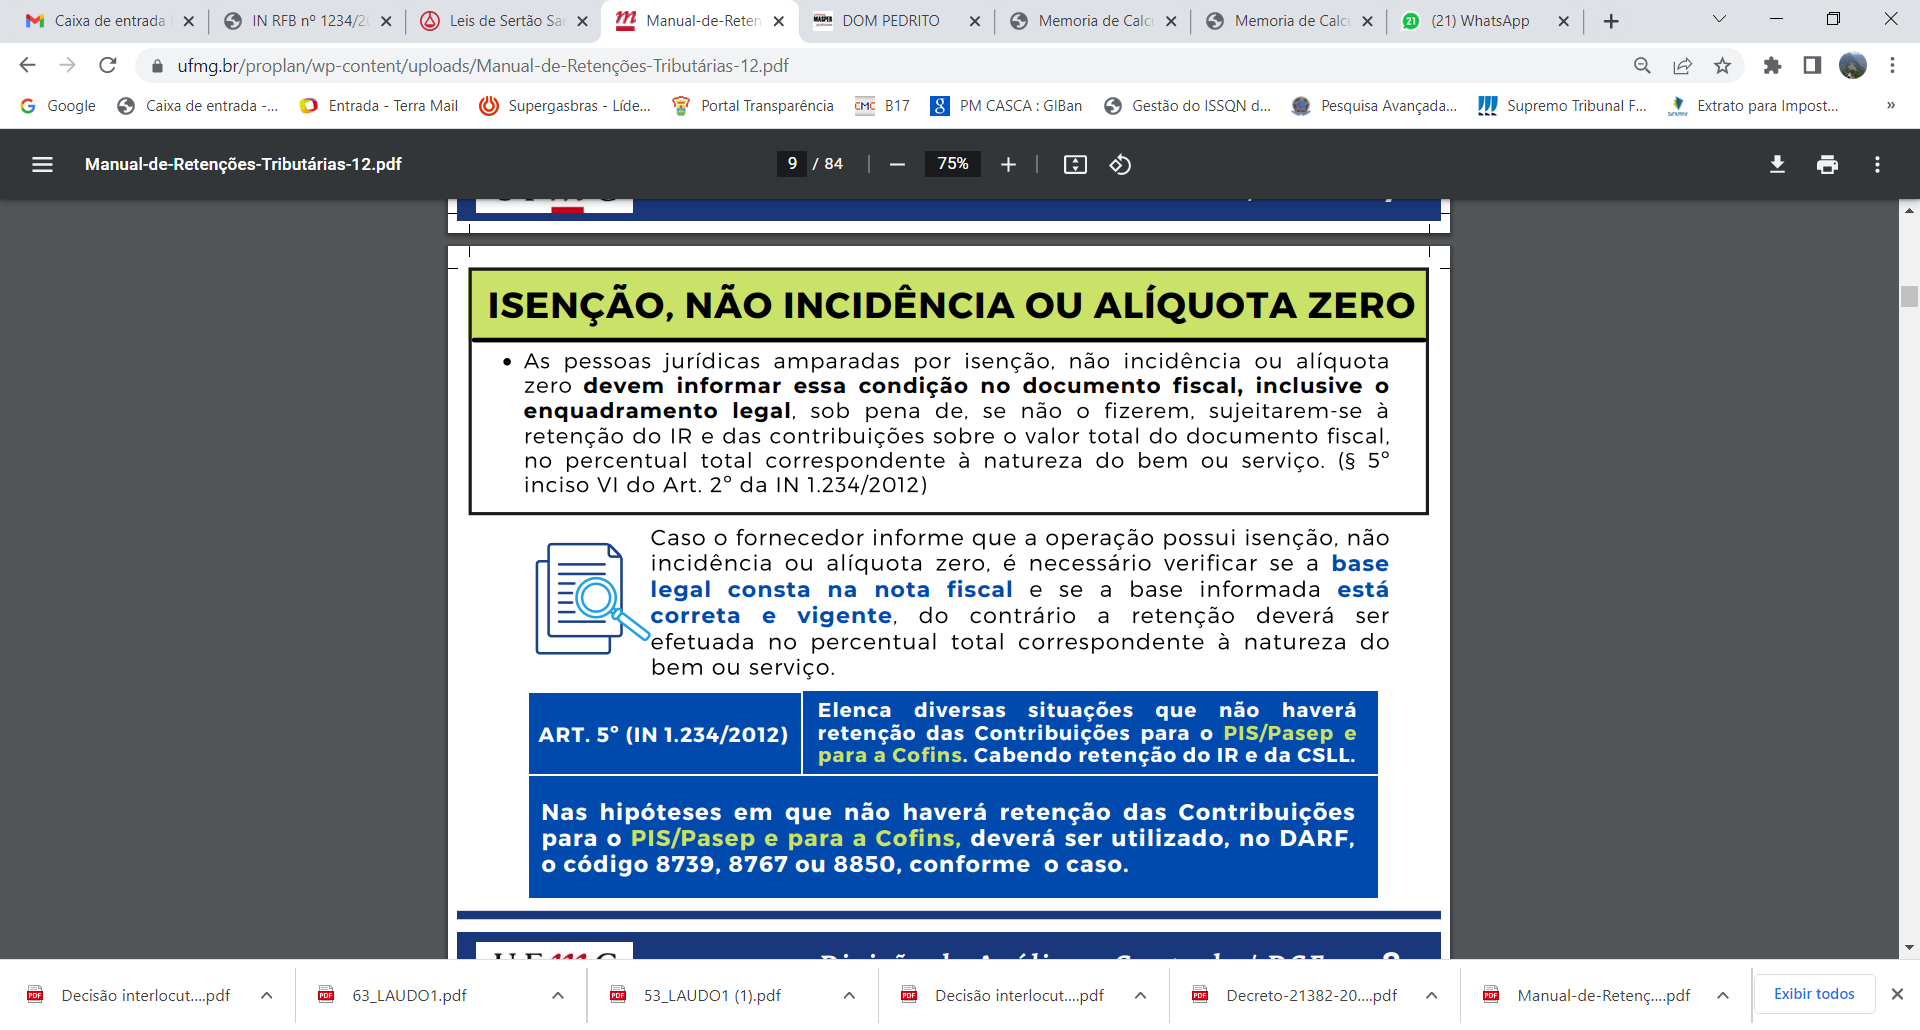 Caixa de entrada
IN RFB nº 1234/20
Leis de Sertão Sa
Manual-de-Reten
DOM PEDRITO
Memoria de Calc
Memoria de Calc
(21) WhatsApp
ufmg.br/proplan/wp-content/uploads/Manual-de-Retenções-Tributárias-12.pdf
Google
Caixa de entrada -...
Entrada - Terra Mail
Supergasbras - Líde...
Portal Transparência
CMC B17
PM CASCA : GIBan
Gestão do ISSQN d...
Pesquisa Avançada...
Supremo Tribunal F...
Extrato para Impost...
»
Manual-de-Retenções-Tributárias-12.pdf
9 / 84
75%
ISENÇÃO, NÃO INCIDÊNCIA OU ALÍQUOTA ZERO
• As pessoas jurídicas amparadas por isenção, não incidência ou alíquota
zero devem informar essa condição no documento fiscal, inclusive o
enquadramento legal, sob pena de, se não o fizerem, sujeitarem-se à
retenção do IR e das contribuições sobre o valor total do documento fiscal,
no percentual total correspondente à natureza do bem ou serviço. (§ 5º
inciso VI do Art. 2º da IN 1.234/2012)
Caso o fornecedor informe que a operação possui isenção, não
incidência ou alíquota zero, é necessário verificar se a base
legal consta na nota fiscal e se a base informada está
correta e vigente, do contrário a retenção deverá ser
efetuada no percentual total correspondente à natureza do
bem ou serviço.
ART. 5º (IN 1.234/2012)
Elenca diversas situações que não haverá
retenção das Contribuições para o PIS/Pasep e
para a Cofins. Cabendo retenção do IR e da CSLL.
Nas hipóteses em que não haverá retenção das Contribuições
para o PIS/Pasep e para a Cofins, deverá ser utilizado, no DARF,
o código 8739, 8767 ou 8850, conforme o caso.
Decisão interlocut....pdf
63_LAUDO1.pdf
53_LAUDO1 (1).pdf
Decisão interlocut....pdf
Decreto-21382-20....pdf
Manual-de-Retenç....pdf
Exibir todos